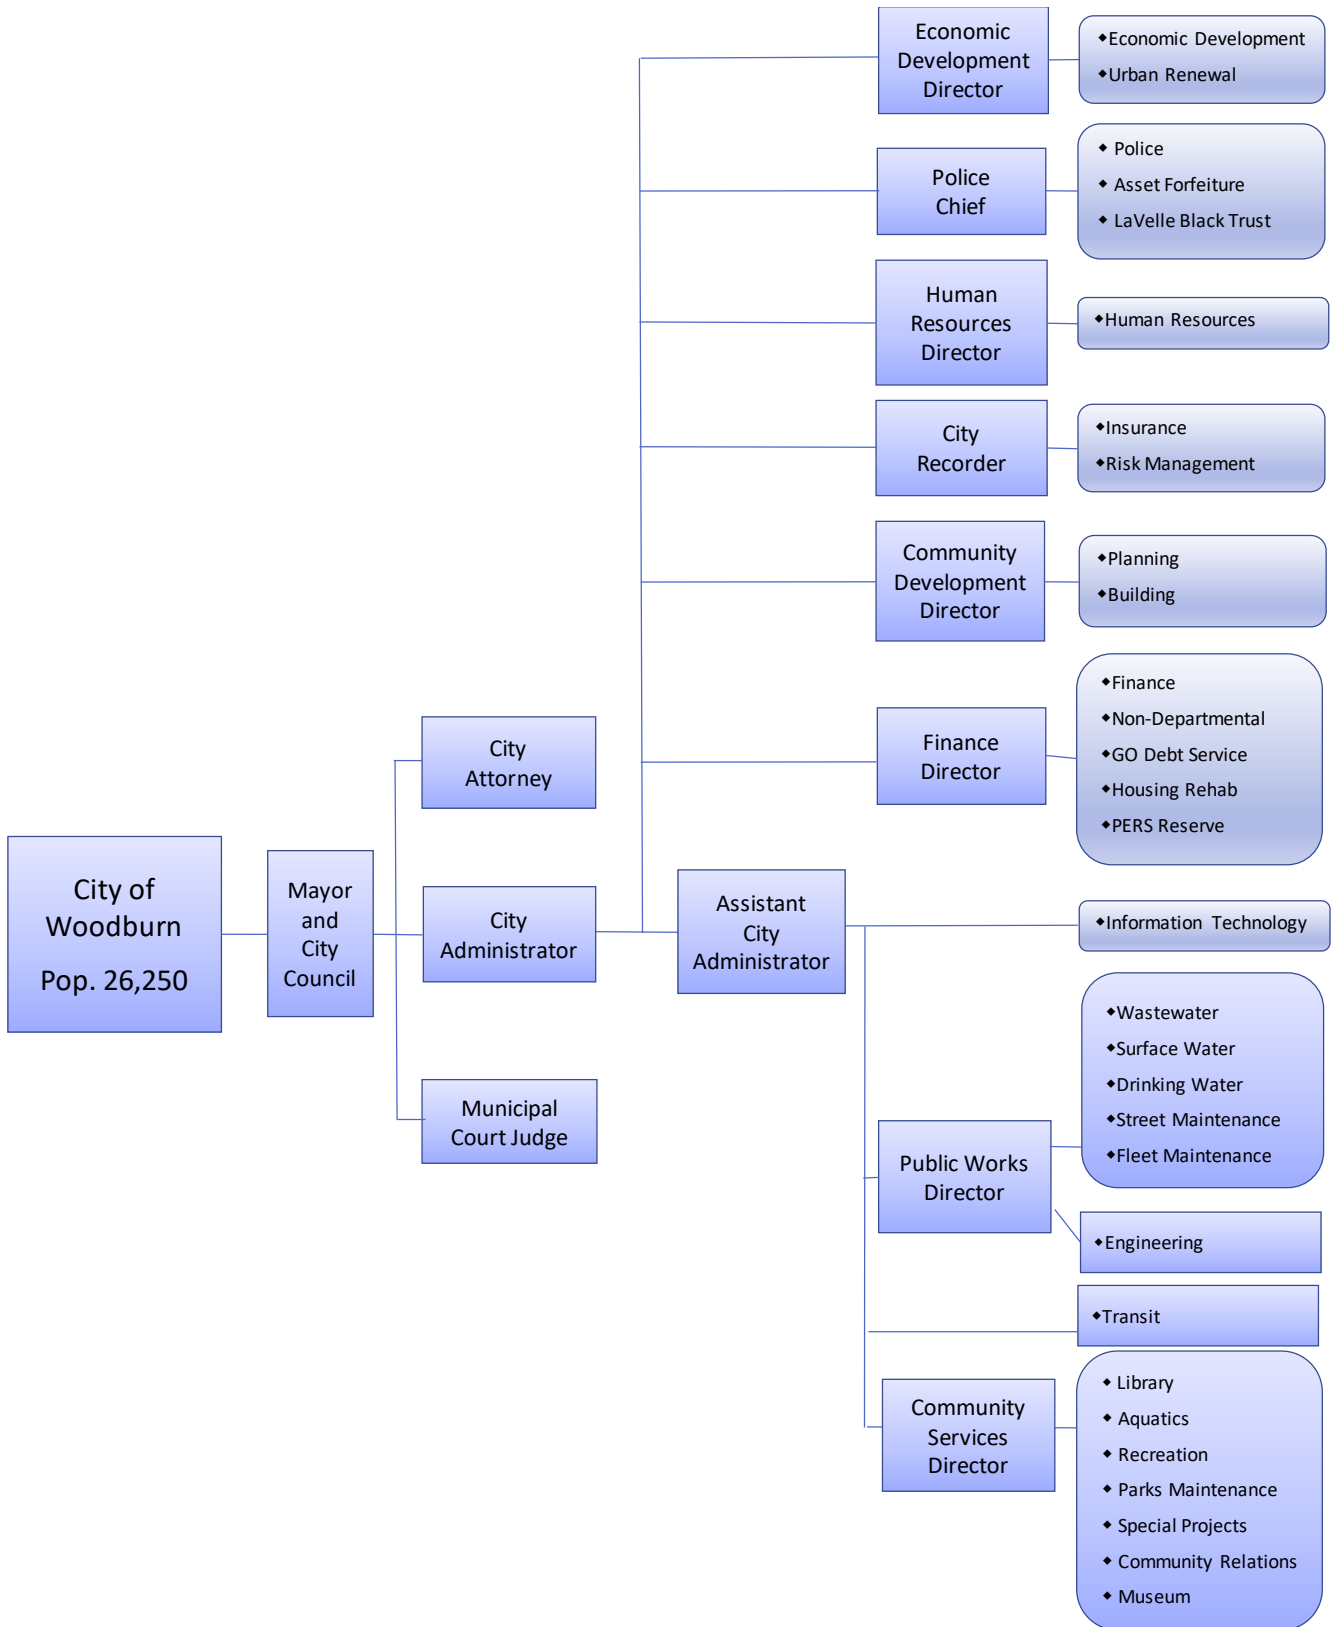 Economic
Development
Director
◆Economic Development
◆Urban Renewal
Police
Chief
◆ Police
◆ Asset Forfeiture
◆ LaVelle Black Trust
Human
Resources
Director
◆Human Resources
City
Recorder
◆Insurance
◆Risk Management
Community
Development
Director
◆Planning
◆Building
Finance
Director
◆Finance
◆Non-Departmental
◆GO Debt Service
◆Housing Rehab
◆PERS Reserve
City
Attorney
City of
Woodburn
Pop. 26,250
Mayor
and
City
Council
City
Administrator
Assistant
City
Administrator
◆Information Technology
Municipal
Court Judge
Public Works
Director
◆Wastewater
◆Surface Water
◆Drinking Water
◆Street Maintenance
◆Fleet Maintenance
◆Engineering
◆Transit
Community
Services
Director
◆ Library
◆ Aquatics
◆ Recreation
◆ Parks Maintenance
◆ Special Projects
◆ Community Relations
◆ Museum